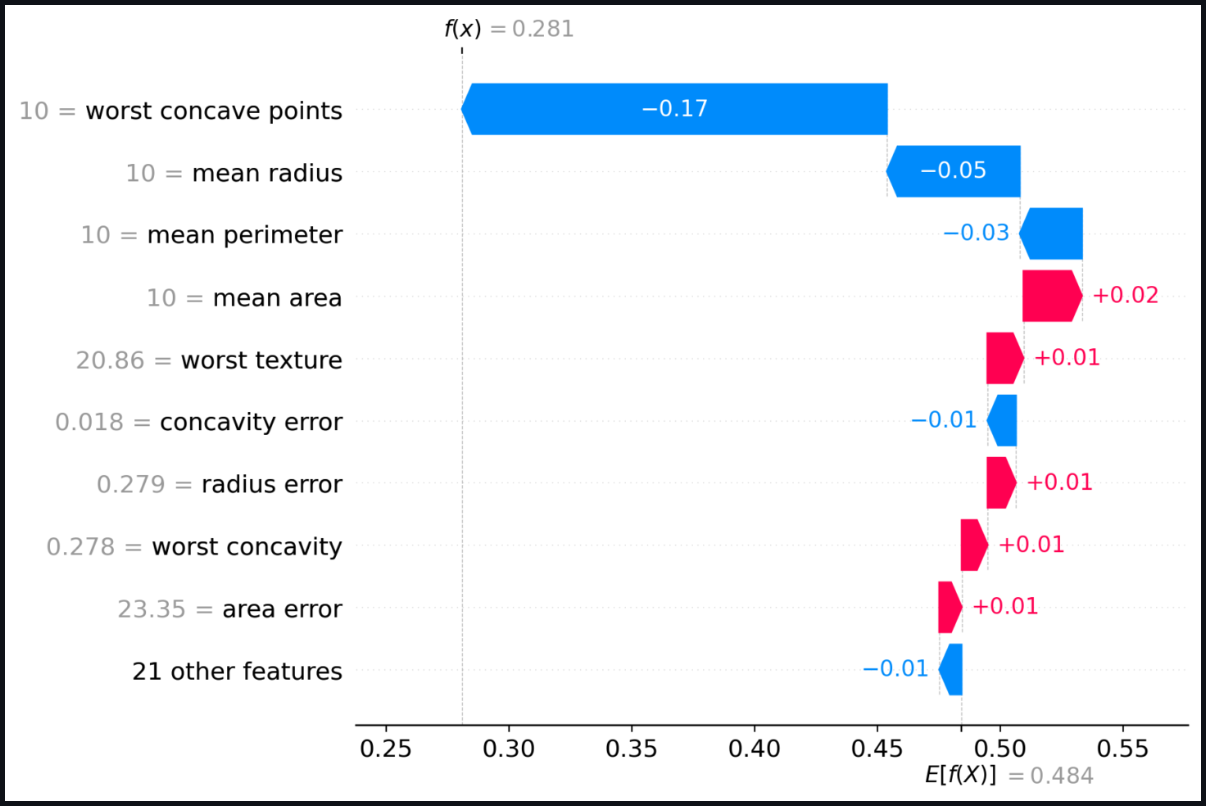 f(x) = 0.281
10 = worst concave points
−0.17
10 = mean radius
−0.05
10 = mean perimeter
−0.03
10 = mean area
+0.02
20.86 = worst texture
+0.01
0.018 = concavity error
−0.01
0.279 = radius error
+0.01
0.278 = worst concavity
+0.01
23.35 = area error
+0.01
21 other features
−0.01
0.25 0.30 0.35 0.40 0.45 0.50 0.55
E[f(X)] = 0.484